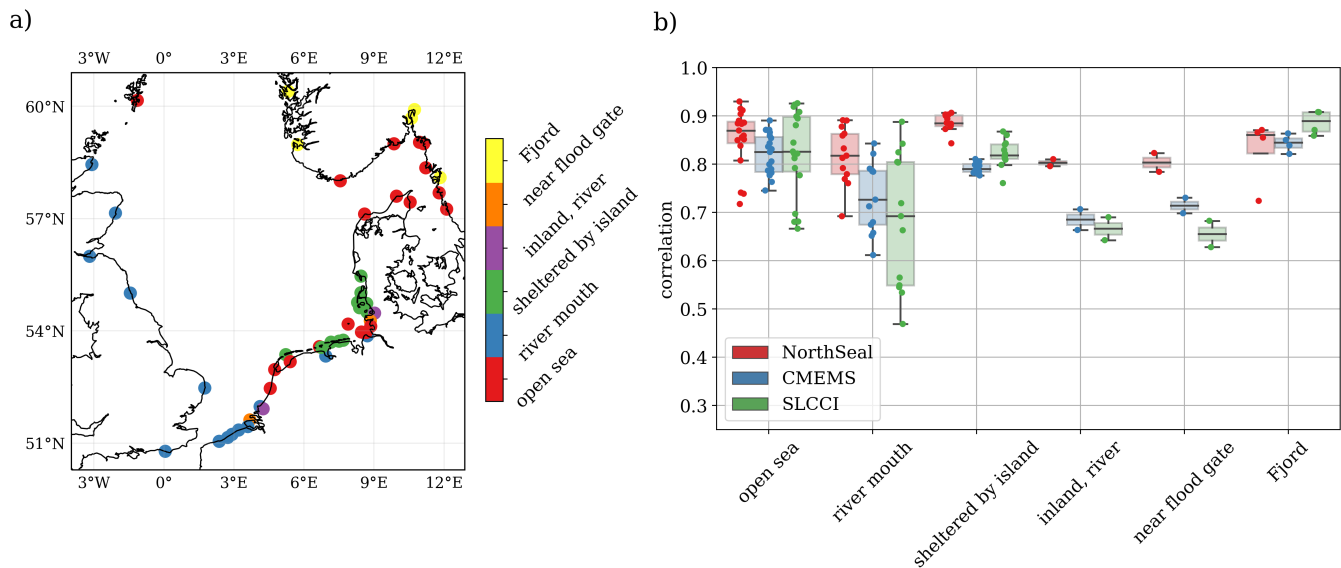 a)
3°W 0° 3°E 6°E 9°E 12°E
60°N
57°N
54°N
51°N
3°W 0° 3°E 6°E 9°E 12°E
Fjord
near flood gate
inland, river
sheltered by island
river mouth
open sea
b)
correlation
1.0
0.9
0.8
0.7
0.6
0.5
0.4
0.3
NorthSeal
CMEMS
SLCCI
open sea
river mouth
sheltered by island
inland, river
near flood gate
Fjord